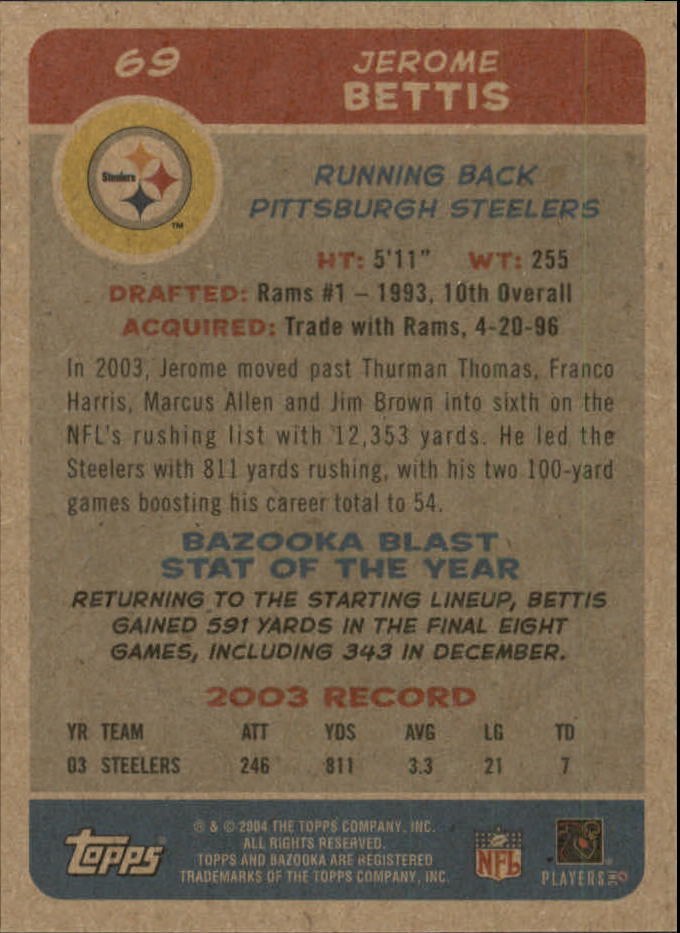 69
JEROME
BETTIS
Steelers
TM
RUNNING BACK
PITTSBURGH STEELERS
HT: 5'11" WT: 255
DRAFTED: Rams #1 – 1993, 10th Overall
ACQUIRED: Trade with Rams, 4-20-96
In 2003, Jerome moved past Thurman Thomas, Franco
Harris, Marcus Allen and Jim Brown into sixth on the
NFL's rushing list with 12,353 yards. He led the
Steelers with 811 yards rushing, with his two 100-yard
games boosting his career total to 54.
BAZOOKA BLAST
STAT OF THE YEAR
RETURNING TO THE STARTING LINEUP, BETTIS
GAINED 591 YARDS IN THE FINAL EIGHT
GAMES, INCLUDING 343 IN DECEMBER.
2003 RECORD
YR TEAM ATT YDS AVG LG TD
03 STEELERS 246 811 3.3 21 7
topps
® & © 2004 THE TOPPS COMPANY, INC.
ALL RIGHTS RESERVED.
TOPPS AND BAZOOKA ARE REGISTERED
TRADEMARKS OF THE TOPPS COMPANY, INC.
NFL
PLAYERS INC